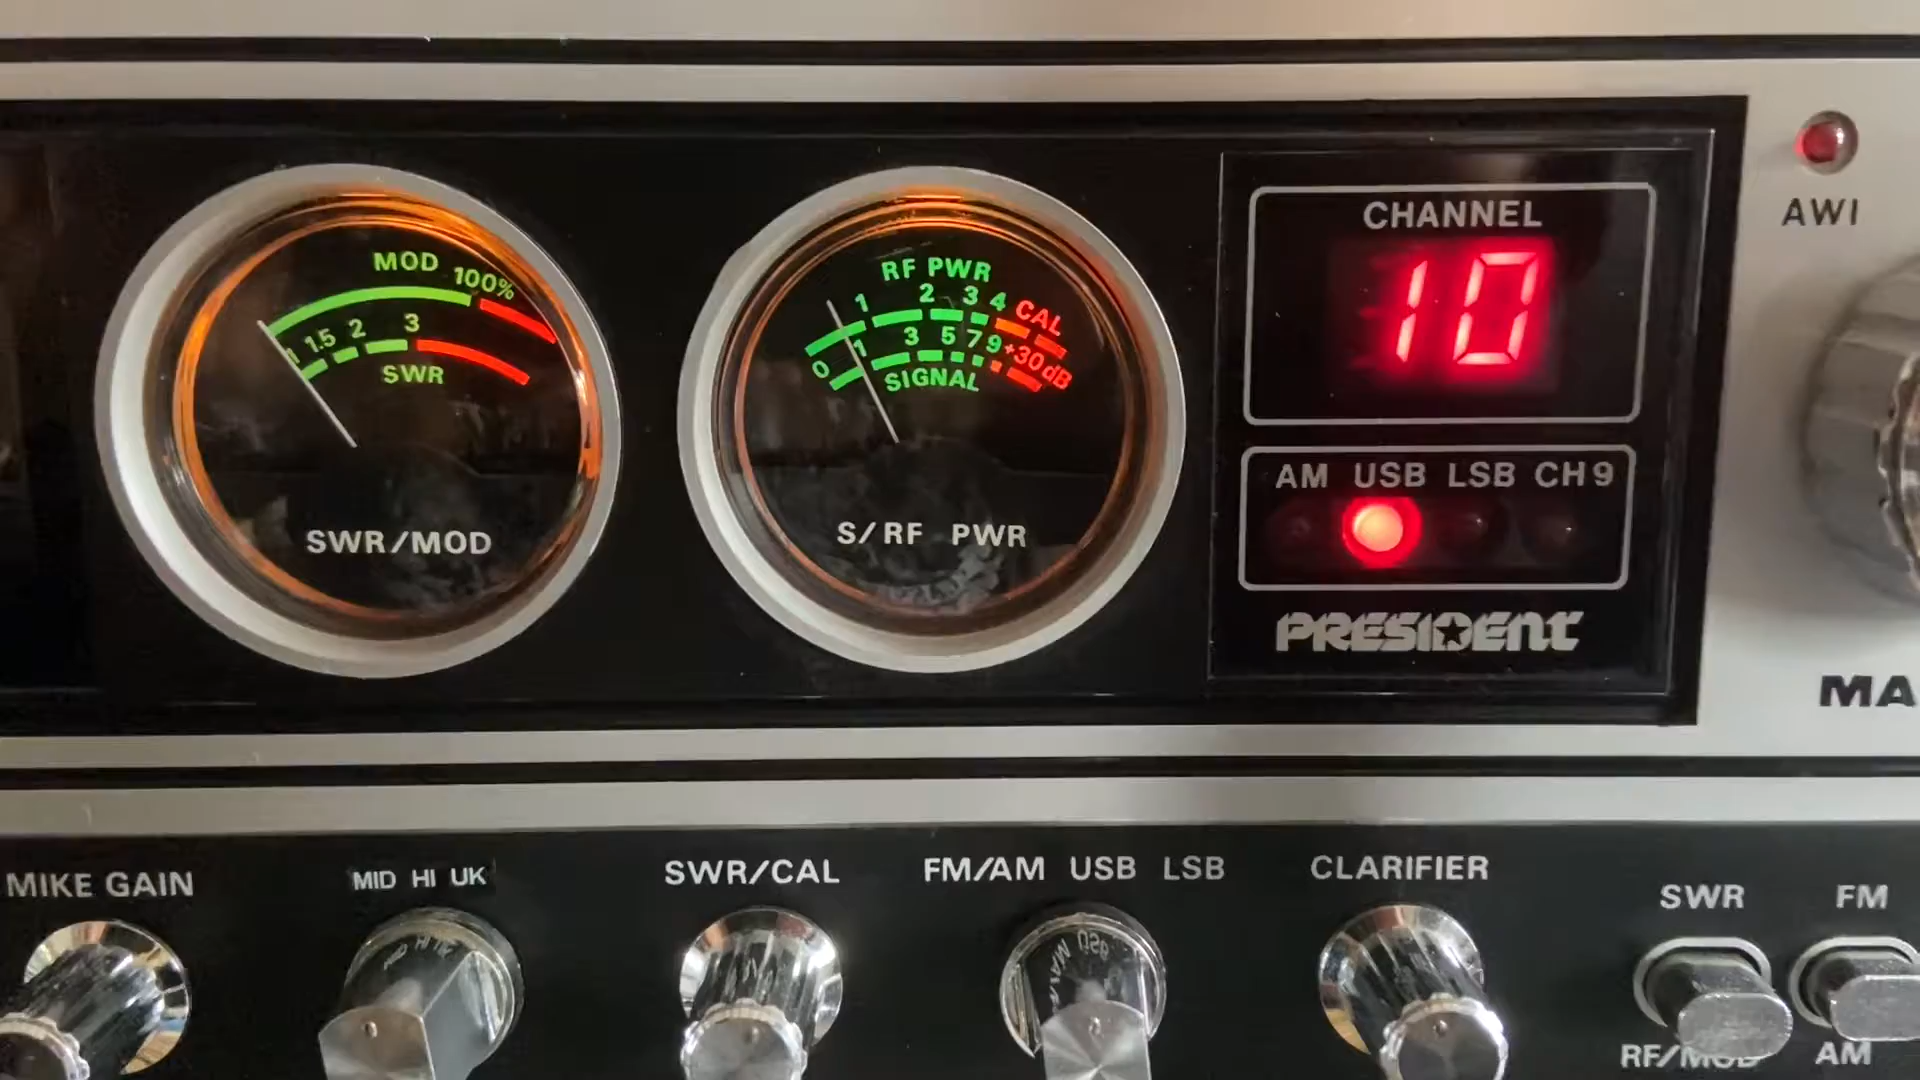 MOD 100%
1 1.5 2 3
SWR
SWR/MOD
RF PWR
1 2 3 4 CAL
0 1 3 5 7 9 +30dB
SIGNAL
S/RF PWR
CHANNEL
10
AM USB LSB CH9
PRESIDENT
AWI
MA
MIKE GAIN
MID HI UK
SWR/CAL
FM/AM USB LSB
CLARIFIER
SWR
FM
RF/MOD
AM